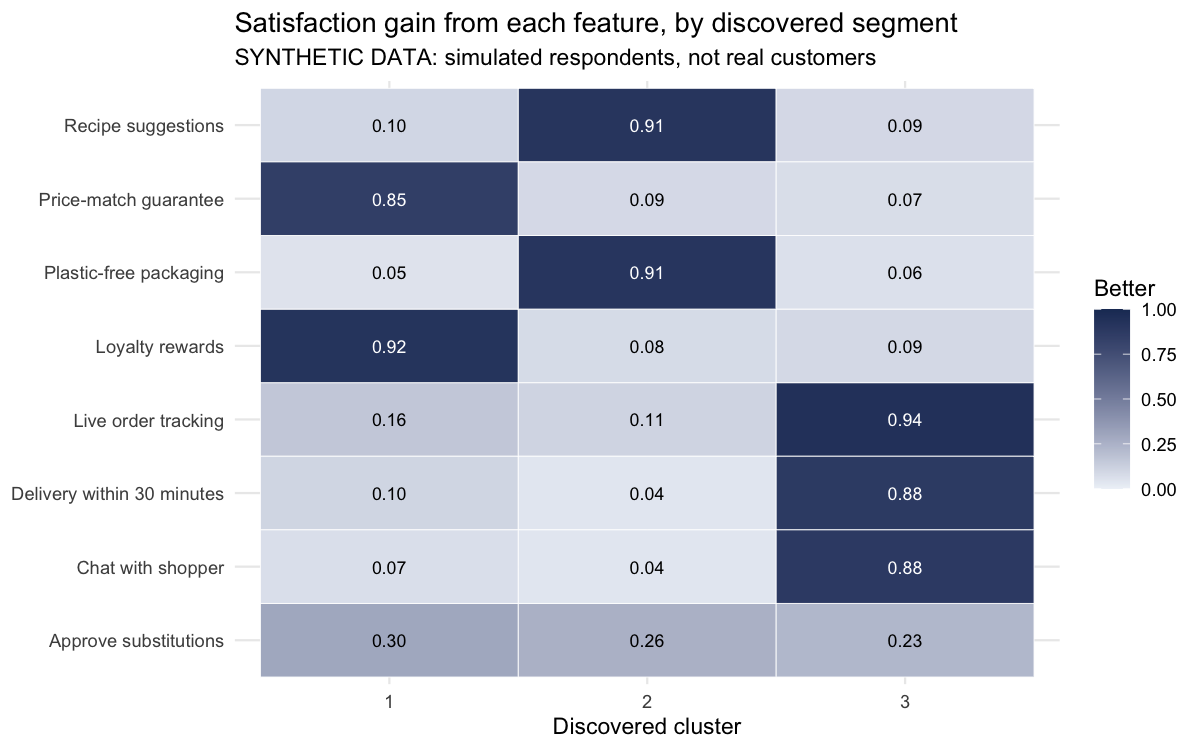 Satisfaction gain from each feature, by discovered segment
SYNTHETIC DATA: simulated respondents, not real customers
Recipe suggestions 0.10 0.91 0.09
Price-match guarantee 0.85 0.09 0.07
Plastic-free packaging 0.05 0.91 0.06
Loyalty rewards 0.92 0.08 0.09
Live order tracking 0.16 0.11 0.94
Delivery within 30 minutes 0.10 0.04 0.88
Chat with shopper 0.07 0.04 0.88
Approve substitutions 0.30 0.26 0.23
1 2 3
Discovered cluster
Better
1.00
0.75
0.50
0.25
0.00